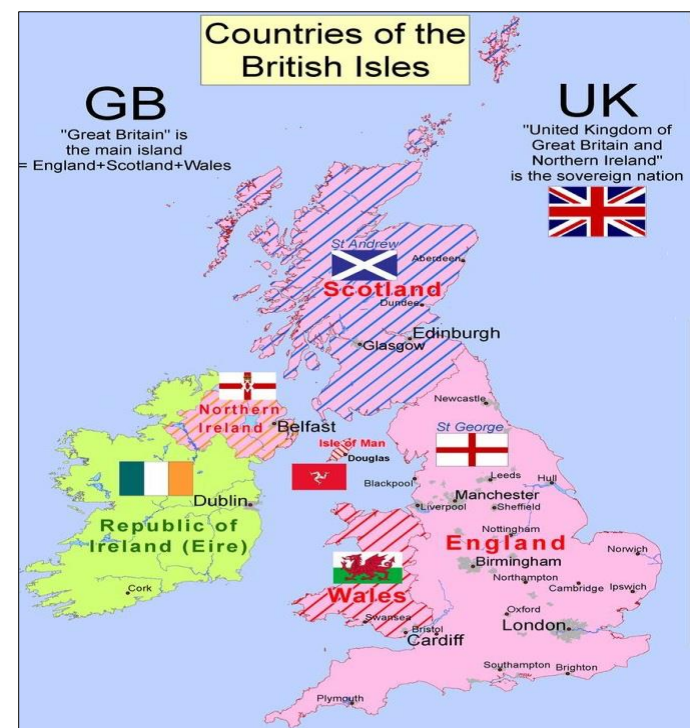 Countries of the
British Isles
GB
"Great Britain" is
the main island
= England+Scotland+Wales
UK
"United Kingdom of
Great Britain and
Northern Ireland"
is the sovereign nation
St Andrew
Aberdeen
Scotland
Dundee
Edinburgh
Glasgow
Newcastle
Northern
Ireland
Belfast
Isle of Man
Douglas
St George
Blackpool
Leeds
Hull
Manchester
Liverpool
Sheffield
Dublin
Republic of
Ireland (Eire)
Nottingham
England
Norwich
Birmingham
Wales
Northampton
Cambridge
Ipswich
Cork
Oxford
Swansea
Bristol
London
Cardiff
Southampton
Brighton
Plymouth